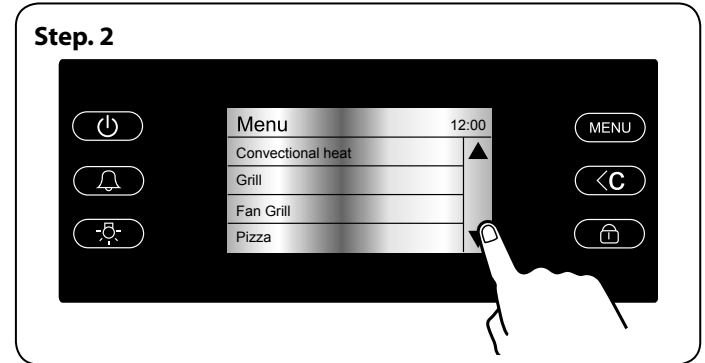 Step. 2
Menu 12:00
MENU
Convectional heat
Grill
<C
Fan Grill
Pizza